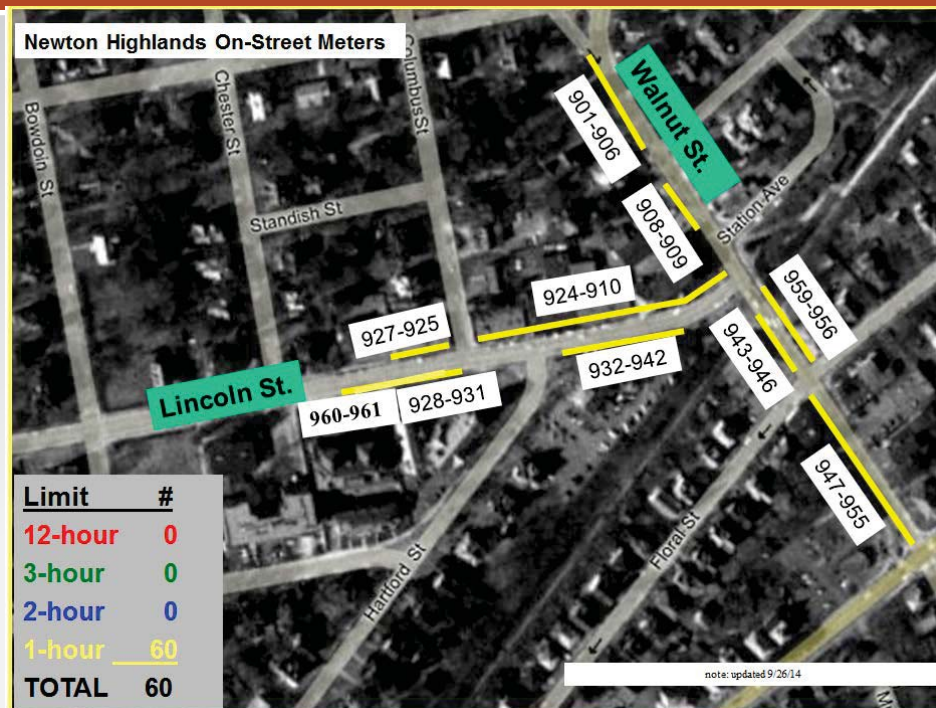 Newton Highlands On-Street Meters
Bowdoin St
Chester St
Columbus St
Standish St
Walnut St.
901-906
908-909
Station Ave
924-910
959-956
943-946
927-925
932-942
Lincoln St.
960-961
928-931
947-955
Hartford St
Floral St
Limit #
12-hour 0
3-hour 0
2-hour 0
1-hour 60
TOTAL 60
note: updated 9/26/14